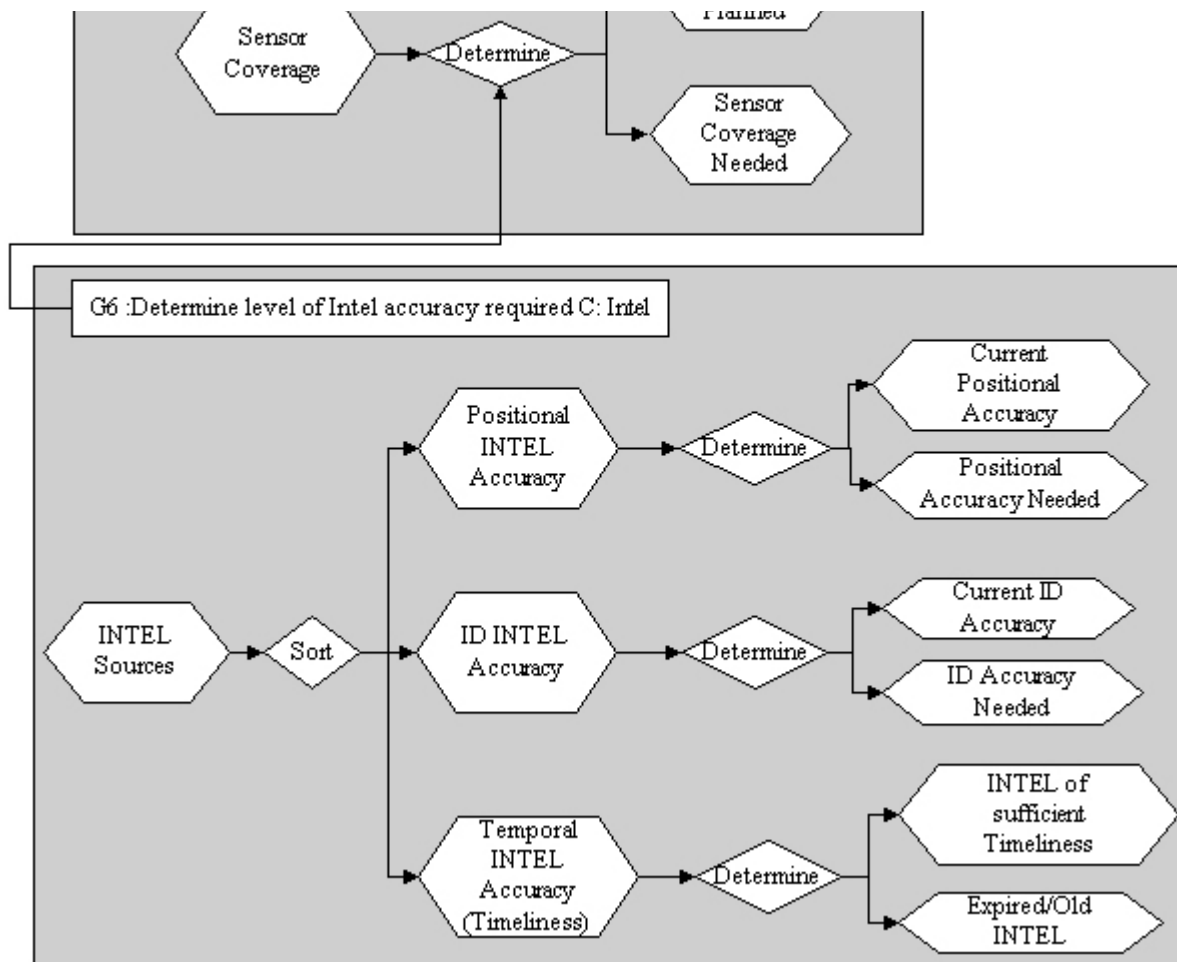 Planned
Sensor
Coverage
Determine
Sensor
Coverage
Needed
G6 :Determine level of Intel accuracy required C: Intel
Current
Positional
Accuracy
Positional
INTEL
Accuracy
Determine
Positional
Accuracy Needed
INTEL
Sources
Sort
ID INTEL
Accuracy
Determine
Current ID
Accuracy
ID Accuracy
Needed
Temporal
INTEL
Accuracy
(Timeliness)
Determine
INTEL of
sufficient
Timeliness
Expired/Old
INTEL